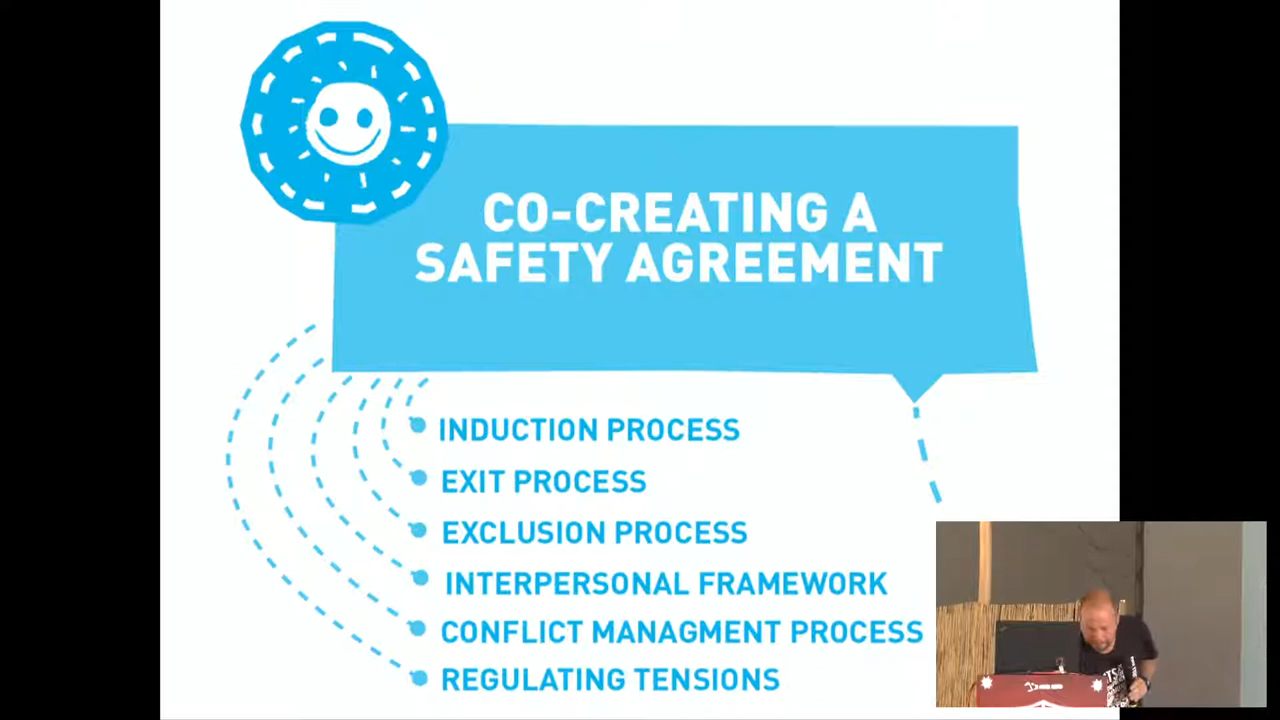 CO-CREATING A
SAFETY AGREEMENT
INDUCTION PROCESS
EXIT PROCESS
EXCLUSION PROCESS
INTERPERSONAL FRAMEWORK
CONFLICT MANAGMENT PROCESS
REGULATING TENSIONS